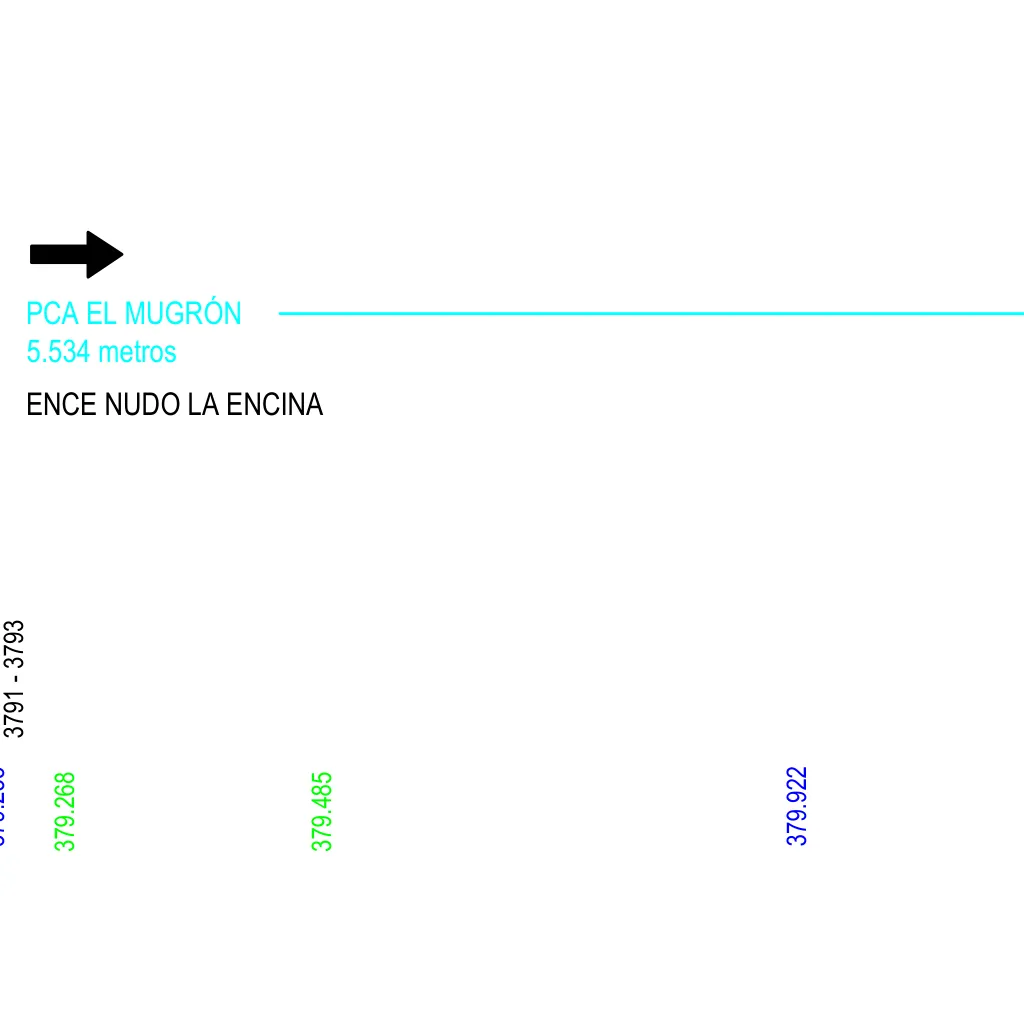 PCA EL MUGRÓN
5.534 metros
ENCE NUDO LA ENCINA
3791 - 3793
379.268
379.485
379.922